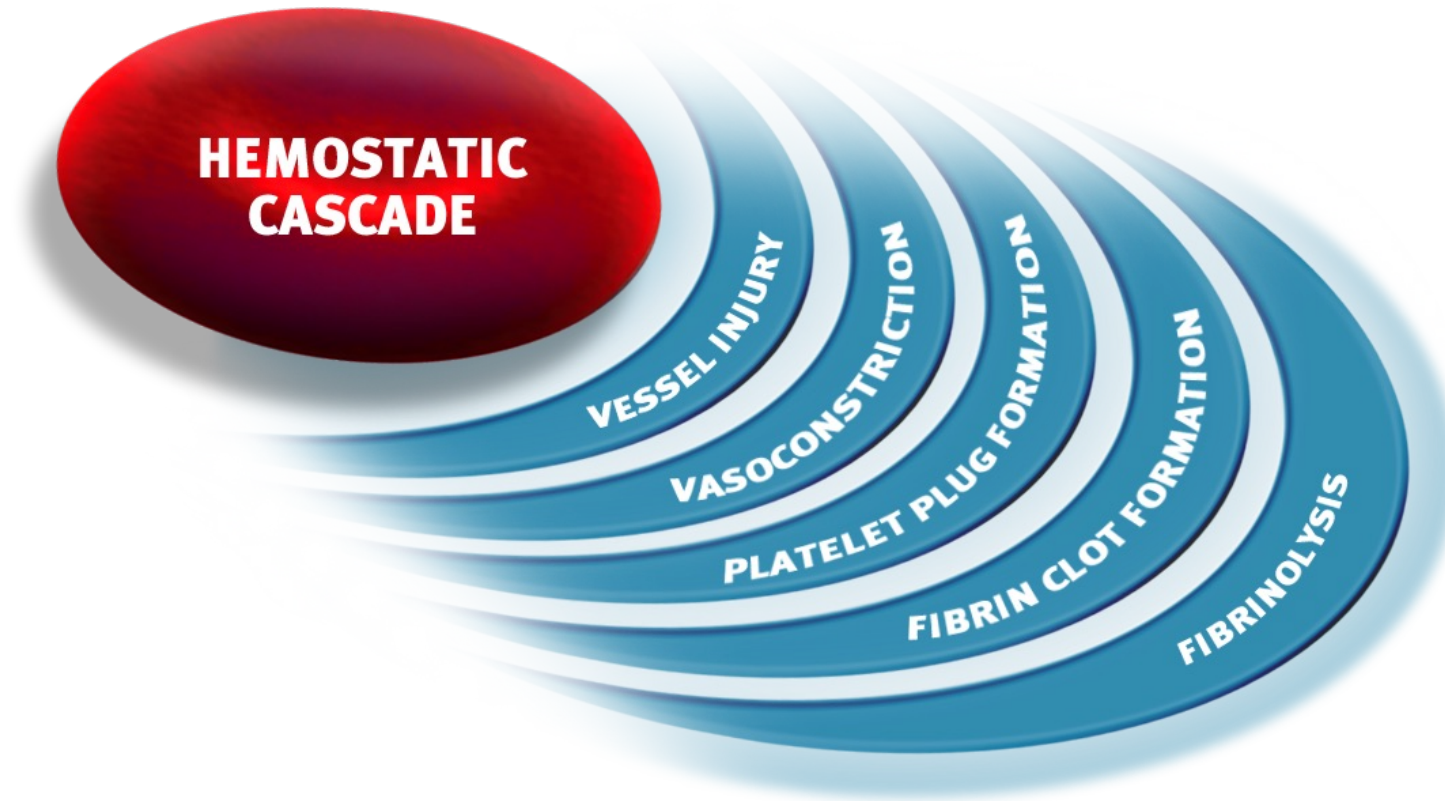 HEMOSTATIC
CASCADE
VESSEL INJURY
VASOCONSTRICTION
PLATELET PLUG FORMATION
FIBRIN CLOT FORMATION
FIBRINOLYSIS